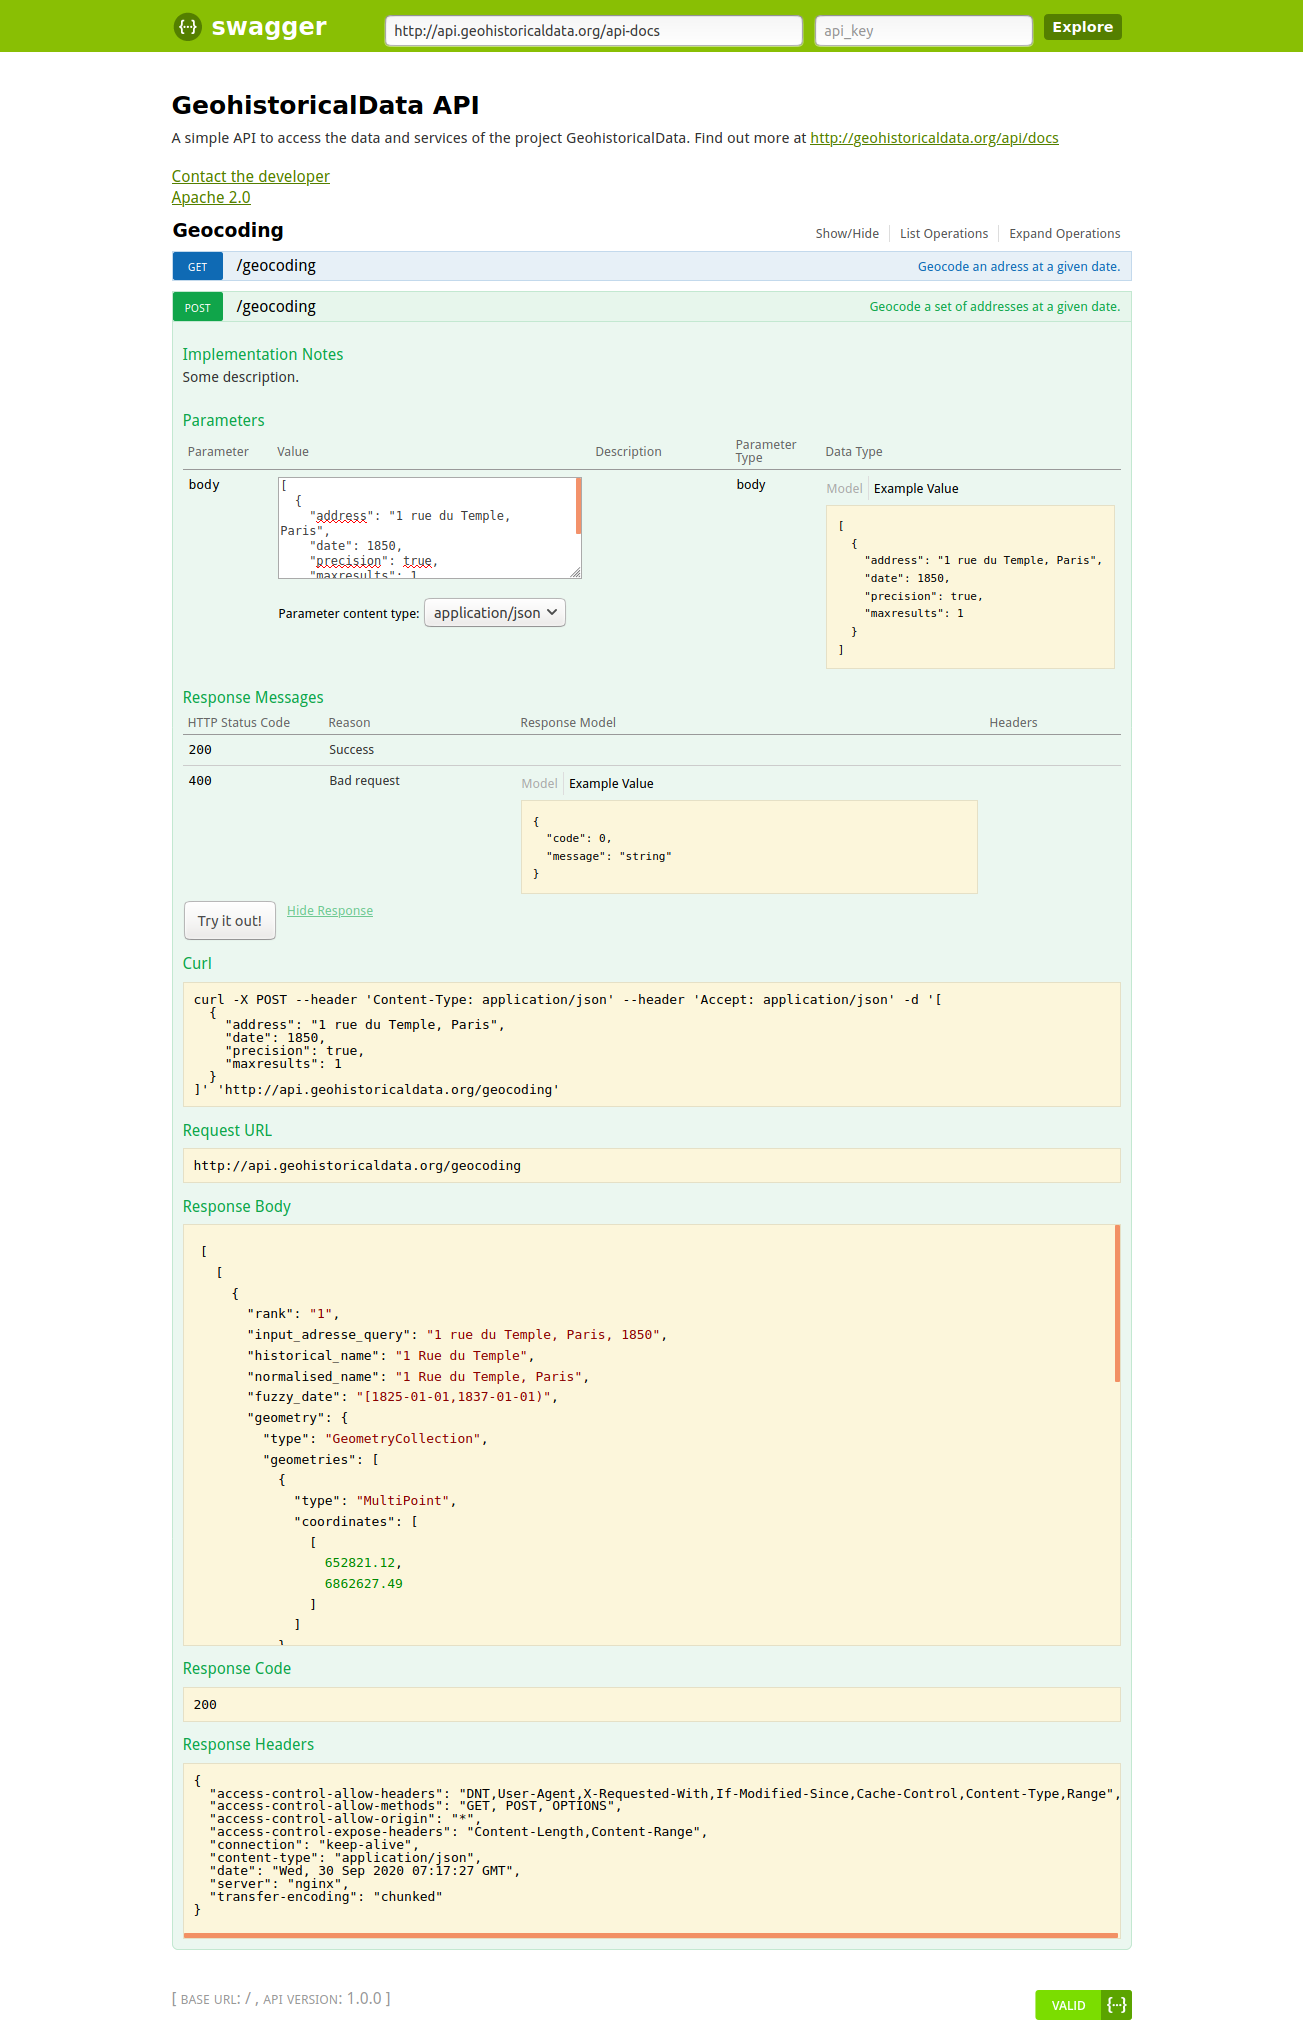 {···} swagger http://api.geohistoricaldata.org/api-docs api_key Explore
GeohistoricalData API
A simple API to access the data and services of the project GeohistoricalData. Find out more at http://geohistoricaldata.org/api/docs
Contact the developer
Apache 2.0
Geocoding Show/Hide List Operations Expand Operations
GET /geocoding Geocode an adress at a given date.
POST /geocoding Geocode a set of addresses at a given date.
Implementation Notes
Some description.
Parameters
Parameter Value Description Parameter Type Data Type
body
[
  {
    "address": "1 rue du Temple,
Paris",
    "date": 1850,
    "precision": true,
    "maxresults": 1
Parameter content type: application/json
body
Model Example Value
[
  {
    "address": "1 rue du Temple, Paris",
    "date": 1850,
    "precision": true,
    "maxresults": 1
  }
]
Response Messages
HTTP Status Code Reason Response Model Headers
200 Success
400 Bad request Model Example Value
{
  "code": 0,
  "message": "string"
}
Try it out! Hide Response
Curl
curl -X POST --header 'Content-Type: application/json' --header 'Accept: application/json' -d '[
  {
    "address": "1 rue du Temple, Paris",
    "date": 1850,
    "precision": true,
    "maxresults": 1
  }
]' 'http://api.geohistoricaldata.org/geocoding'
Request URL
http://api.geohistoricaldata.org/geocoding
Response Body
[
  [
    {
      "rank": "1",
      "input_adresse_query": "1 rue du Temple, Paris, 1850",
      "historical_name": "1 Rue du Temple",
      "normalised_name": "1 Rue du Temple, Paris",
      "fuzzy_date": "[1825-01-01,1837-01-01)",
      "geometry": {
        "type": "GeometryCollection",
        "geometries": [
          {
            "type": "MultiPoint",
            "coordinates": [
              [
                652821.12,
                6862627.49
              ]
            ]
          }
Response Code
200
Response Headers
{
  "access-control-allow-headers": "DNT,User-Agent,X-Requested-With,If-Modified-Since,Cache-Control,Content-Type,Range",
  "access-control-allow-methods": "GET, POST, OPTIONS",
  "access-control-allow-origin": "*",
  "access-control-expose-headers": "Content-Length,Content-Range",
  "connection": "keep-alive",
  "content-type": "application/json",
  "date": "Wed, 30 Sep 2020 07:17:27 GMT",
  "server": "nginx",
  "transfer-encoding": "chunked"
}
[ BASE URL: / , API VERSION: 1.0.0 ] VALID {···}